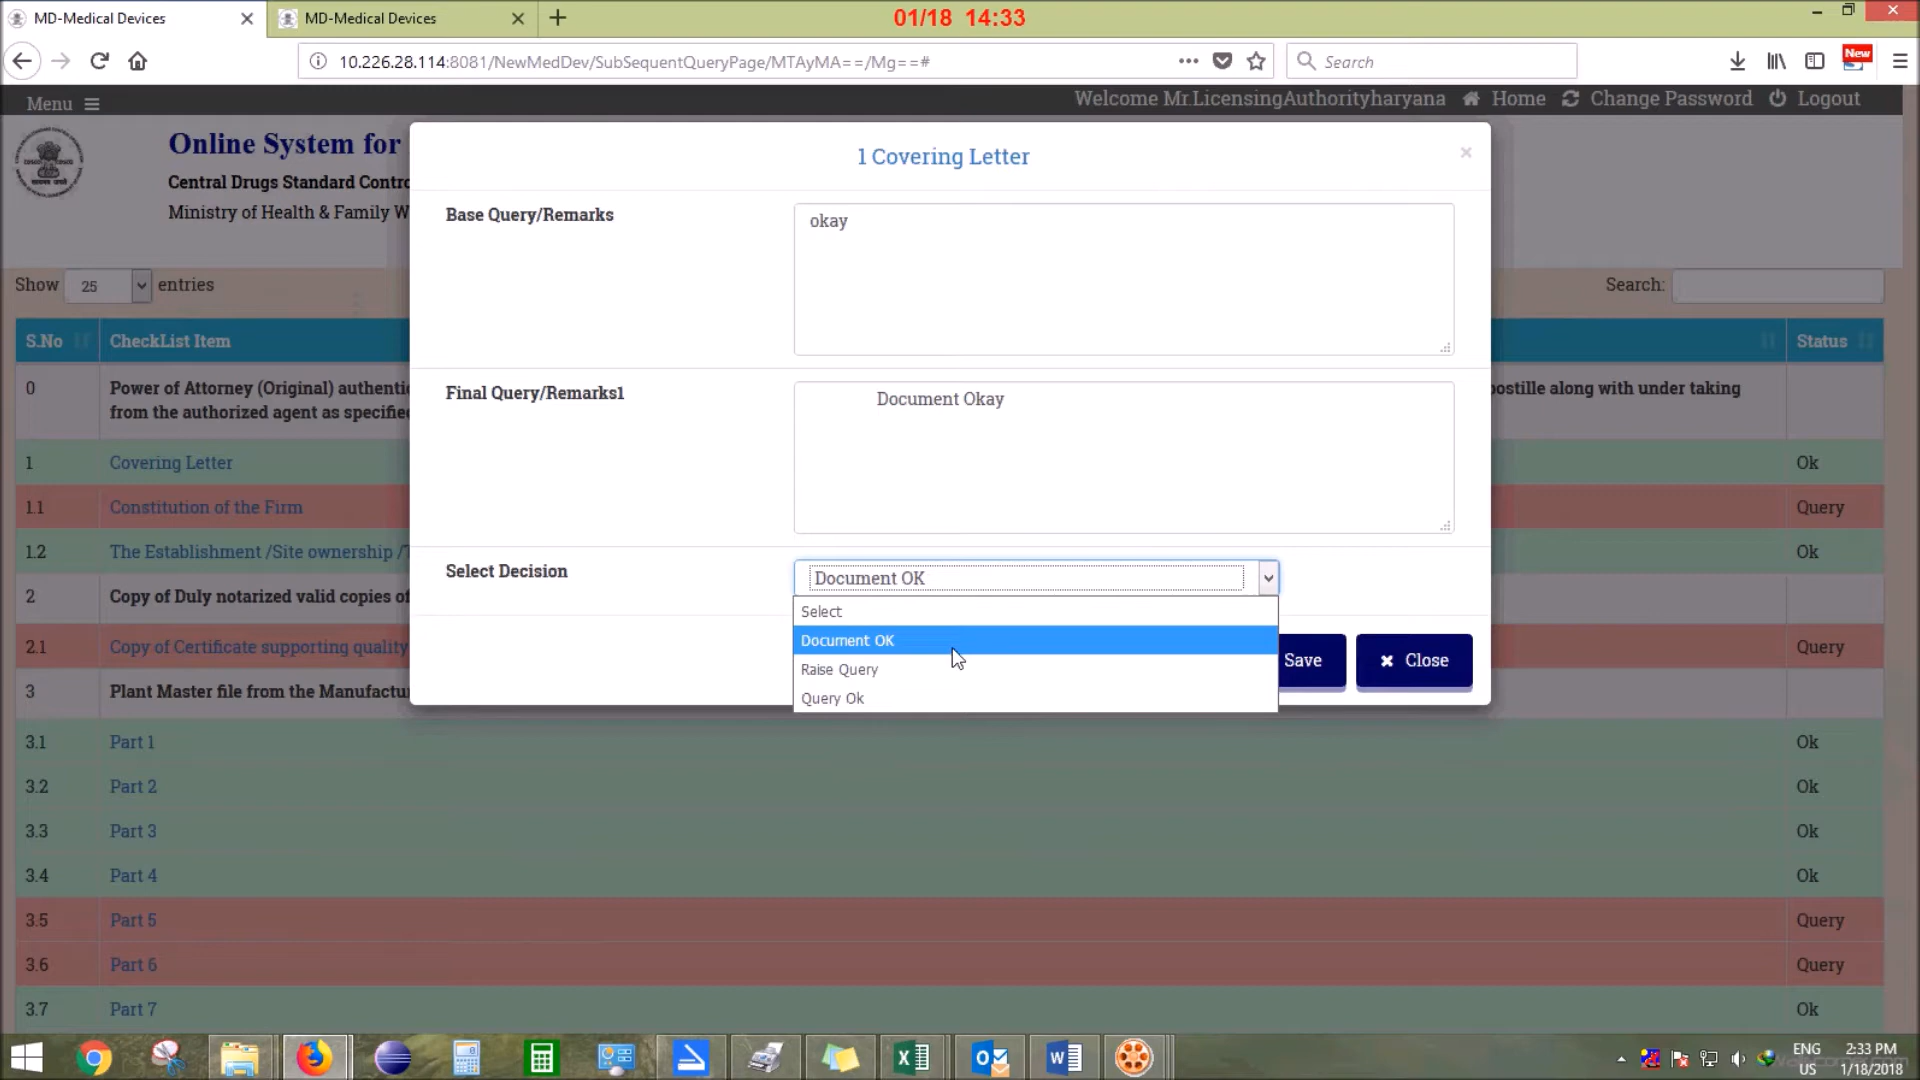 MD-Medical Devices
MD-Medical Devices
01/18 14:33
10.226.28.114:8081/NewMedDev/SubSequentQueryPage/MTAyMA==/Mg==#
Search
New
Menu
Welcome Mr.LicensingAuthorityharyana
Home
Change Password
Logout
Online System for
Central Drugs Standard Contro
Ministry of Health & Family W
1 Covering Letter
×
Base Query/Remarks
okay
Final Query/Remarks1
Document Okay
Select Decision
Document OK
Select
Document OK
Raise Query
Query Ok
Save
Close
Show 25 entries
Search:
S.No CheckList Item Status
0 Power of Attorney (Original) authentic postille along with under taking
from the authorized agent as specified
1 Covering Letter Ok
1.1 Constitution of the Firm Query
1.2 The Establishment /Site ownership /T Ok
2 Copy of Duly notarized valid copies of
2.1 Copy of Certificate supporting quality Query
3 Plant Master file from the Manufactur
3.1 Part 1 Ok
3.2 Part 2 Ok
3.3 Part 3 Ok
3.4 Part 4 Ok
3.5 Part 5 Query
3.6 Part 6 Query
3.7 Part 7 Ok
ENG 2:33 PM
US 1/18/2018